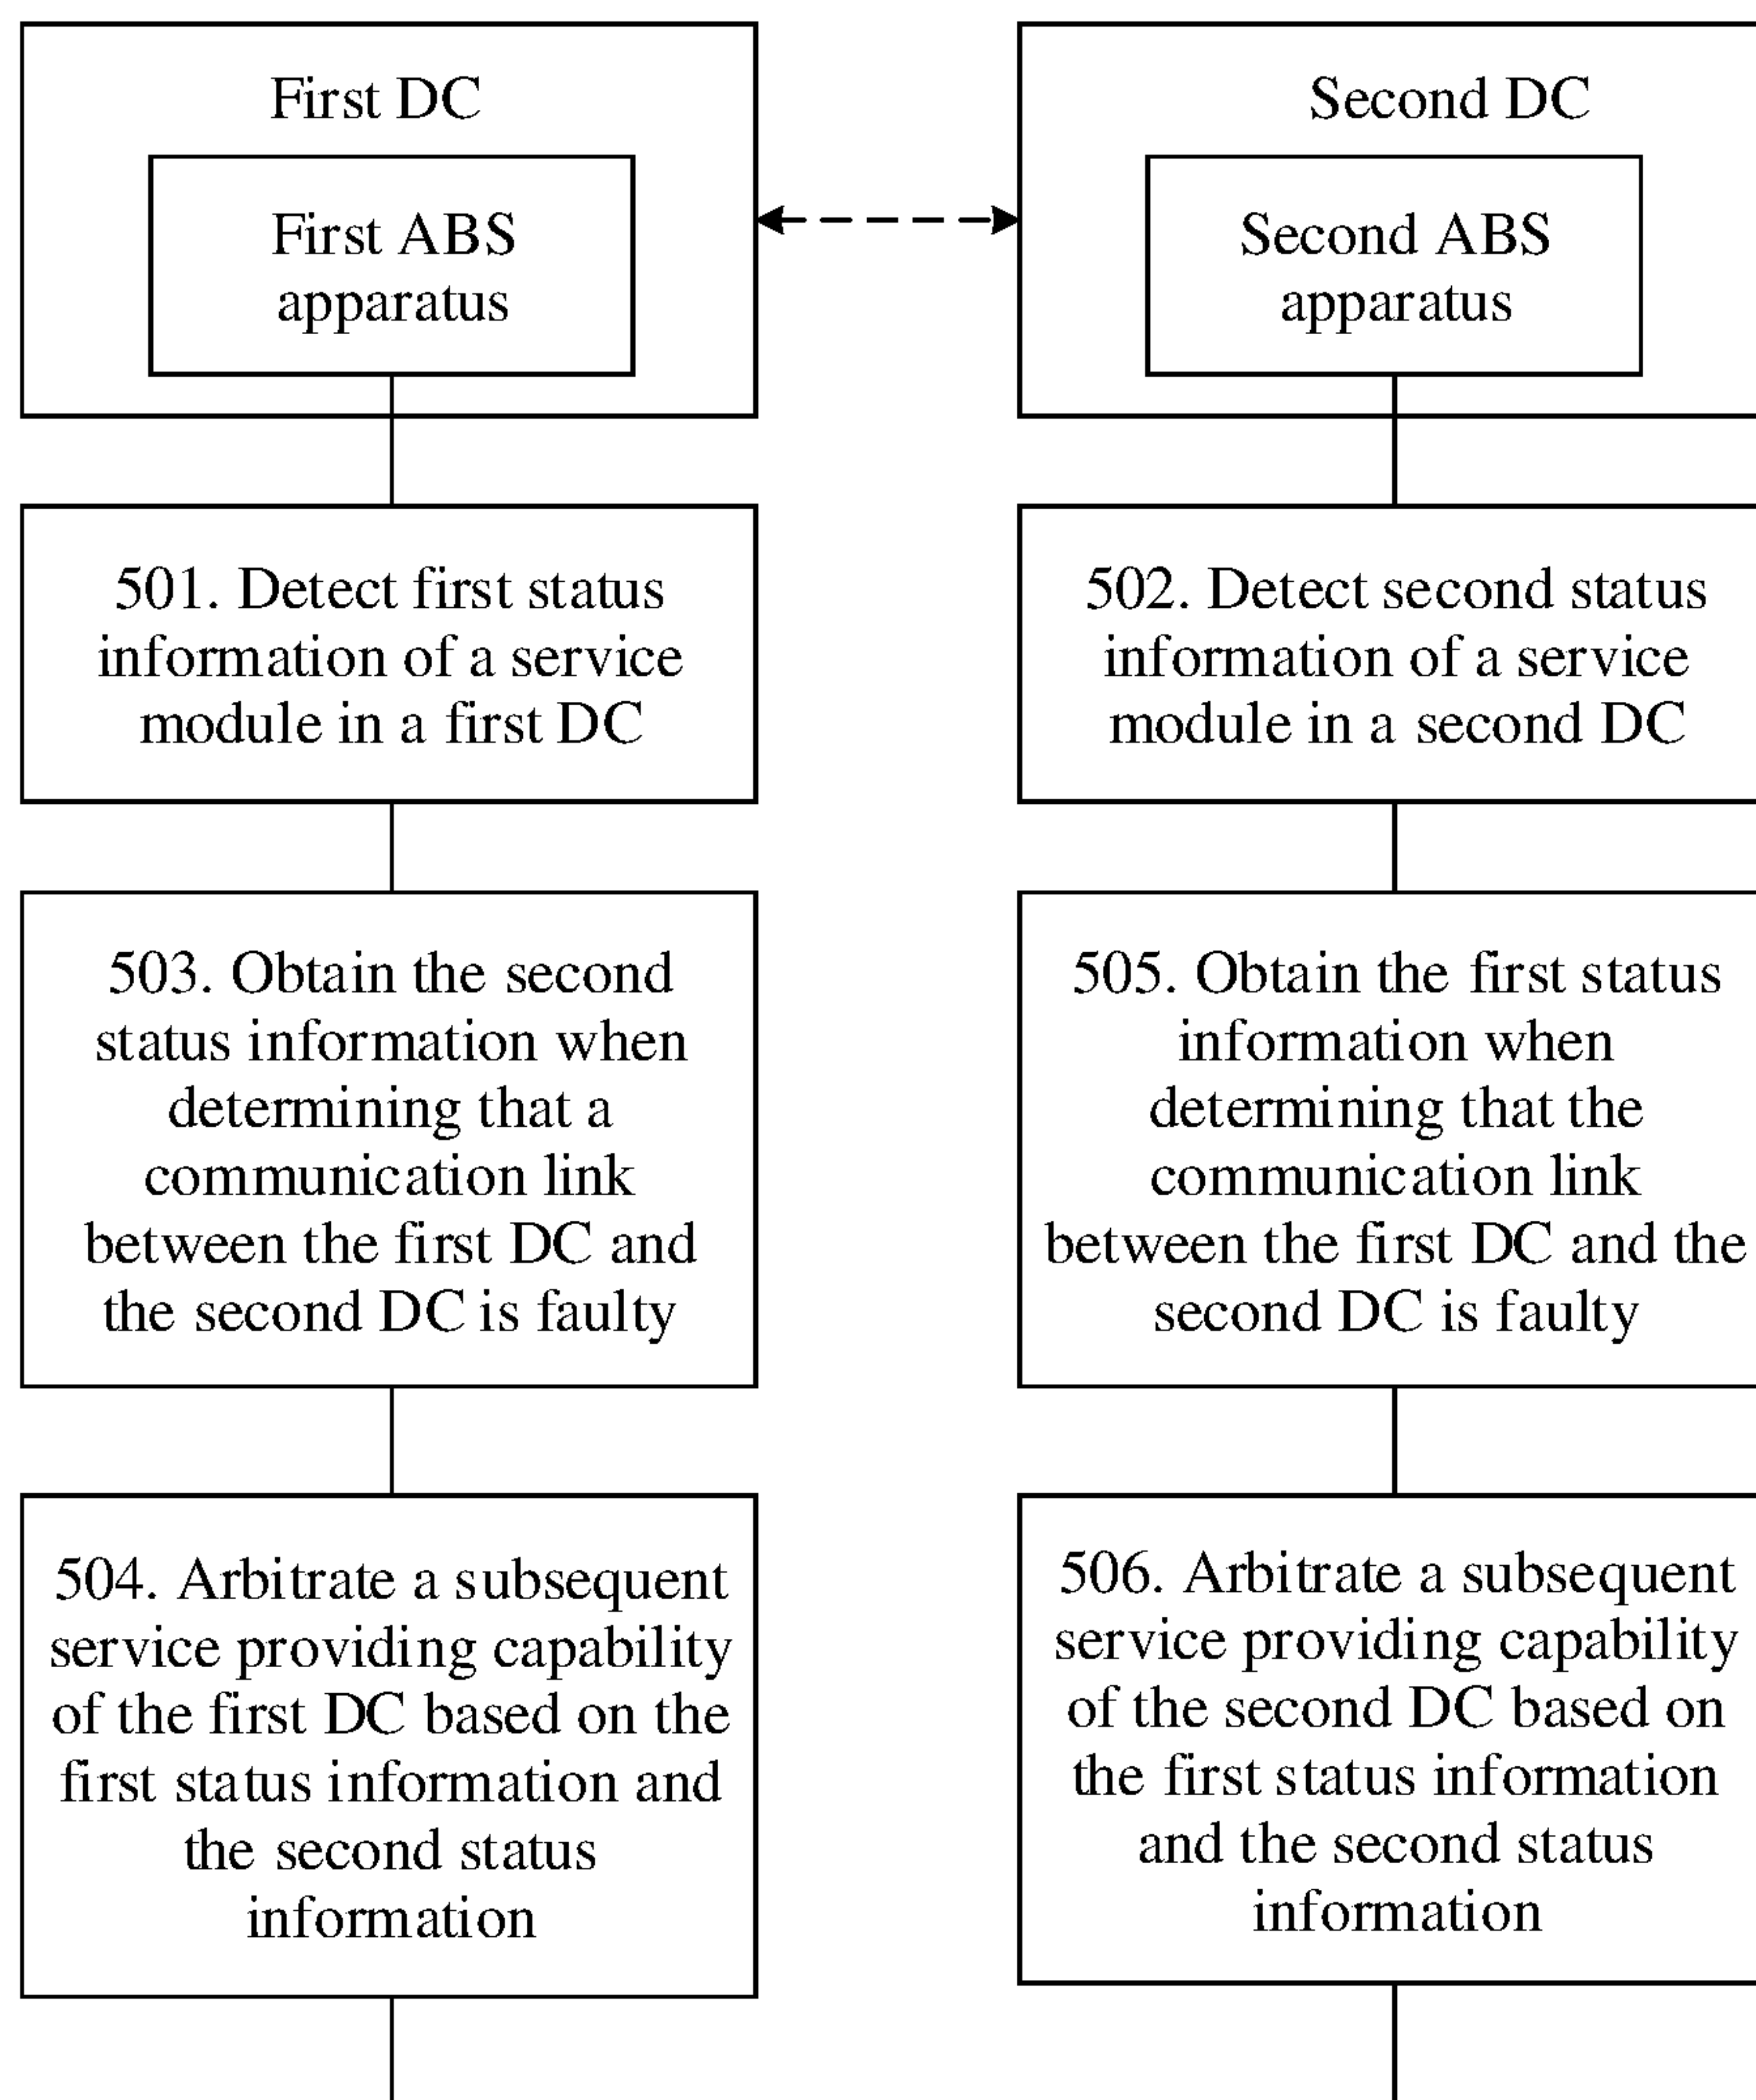 First DC
First ABS
apparatus
Second DC
Second ABS
apparatus
501. Detect first status
information of a service
module in a first DC
502. Detect second status
information of a service
module in a second DC
503. Obtain the second
status information when
determining that a
communication link
between the first DC and
the second DC is faulty
505. Obtain the first status
information when
determining that the
communication link
between the first DC and the
second DC is faulty
504. Arbitrate a subsequent
service providing capability
of the first DC based on the
first status information and
the second status
information
506. Arbitrate a subsequent
service providing capability
of the second DC based on
the first status information
and the second status
information